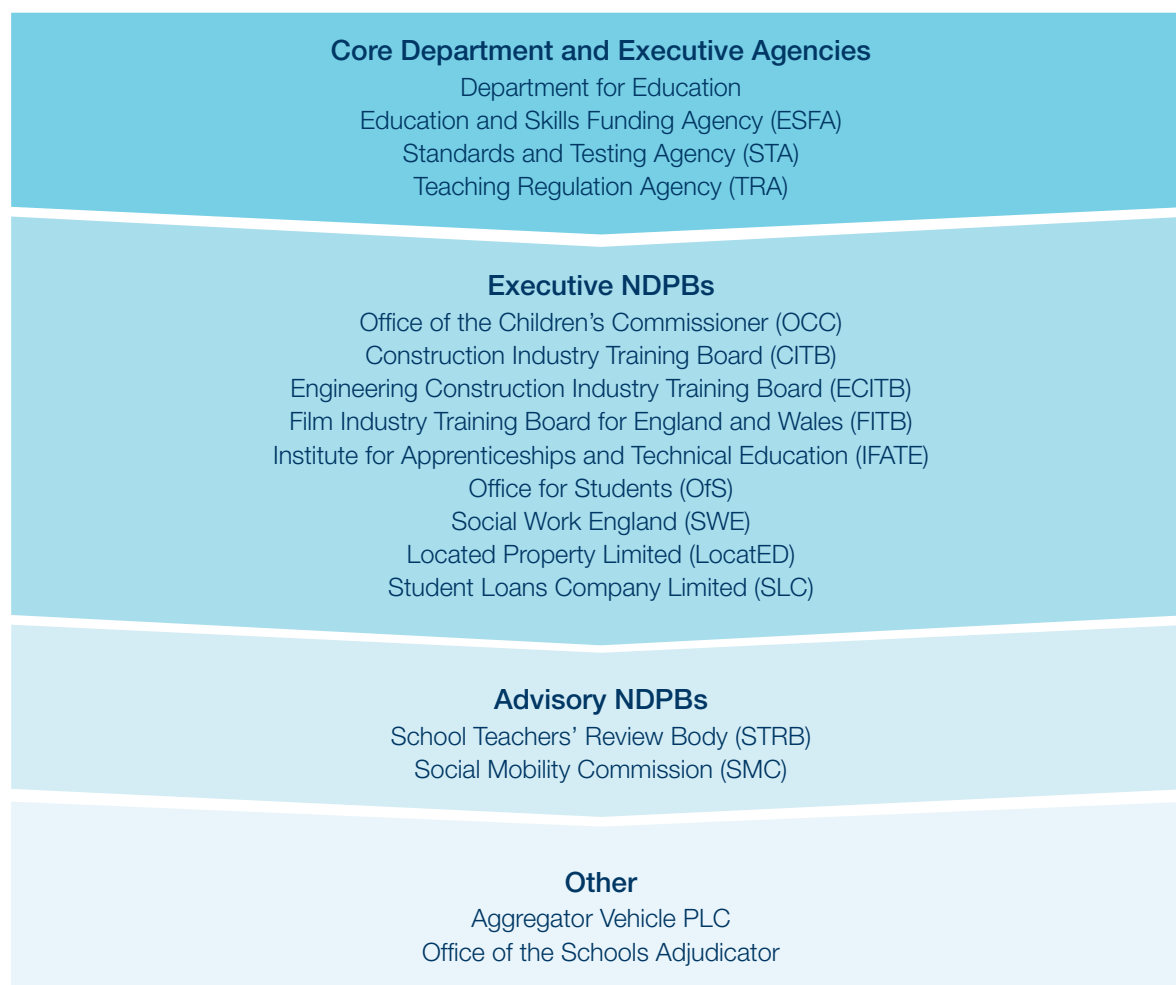 Core Department and Executive Agencies
Department for Education
Education and Skills Funding Agency (ESFA)
Standards and Testing Agency (STA)
Teaching Regulation Agency (TRA)
Executive NDPBs
Office of the Children’s Commissioner (OCC)
Construction Industry Training Board (CITB)
Engineering Construction Industry Training Board (ECITB)
Film Industry Training Board for England and Wales (FITB)
Institute for Apprenticeships and Technical Education (IFATE)
Office for Students (OfS)
Social Work England (SWE)
Located Property Limited (LocatED)
Student Loans Company Limited (SLC)
Advisory NDPBs
School Teachers’ Review Body (STRB)
Social Mobility Commission (SMC)
Other
Aggregator Vehicle PLC
Office of the Schools Adjudicator